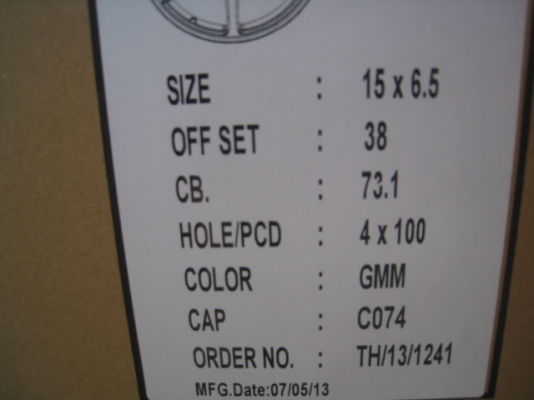 SIZE : 15 x 6.5
OFF SET : 38
CB. : 73.1
HOLE/PCD : 4 x 100
COLOR : GMM
CAP : C074
ORDER NO. : TH/13/1241
MFG.Date:07/05/13